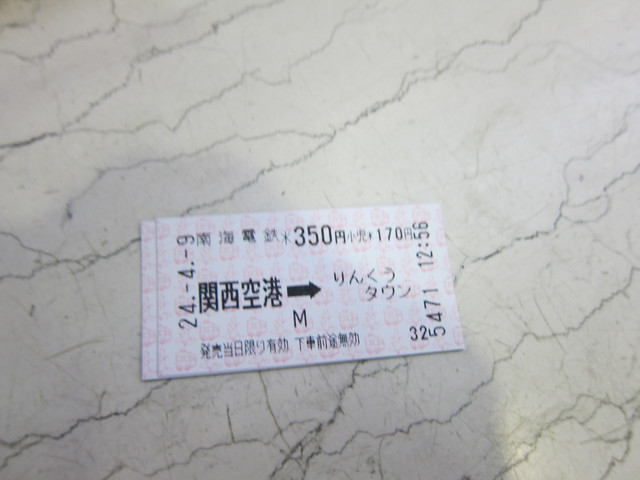 南海電鉄 ※350円 小児※170円
関西空港➡りんくう
タウン
M
発売当日限り有効 下車前途無効
24.-4.-9
325
5471 12:56